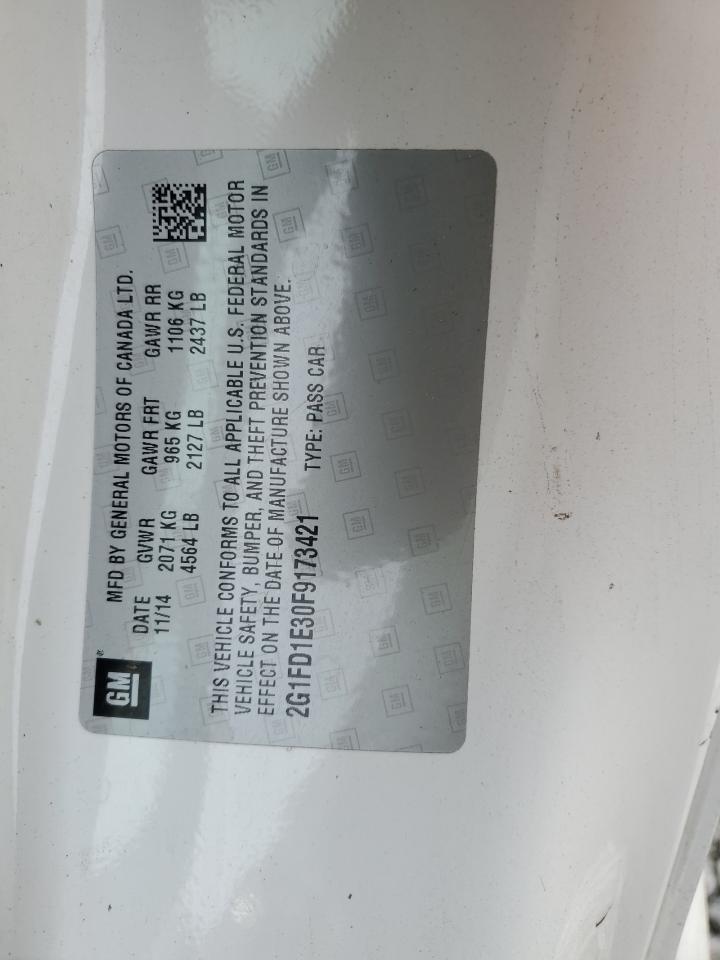 GM
MFD BY GENERAL MOTORS OF CANADA LTD.
DATE GVWR GAWR FRT GAWR RR
11/14 2071 KG 965 KG 1106 KG
4564 LB 2127 LB 2437 LB
THIS VEHICLE CONFORMS TO ALL APPLICABLE U.S. FEDERAL MOTOR
VEHICLE SAFETY, BUMPER, AND THEFT PREVENTION STANDARDS IN
EFFECT ON THE DATE OF MANUFACTURE SHOWN ABOVE.
2G1FD1E30F9173421 TYPE: PASS CAR